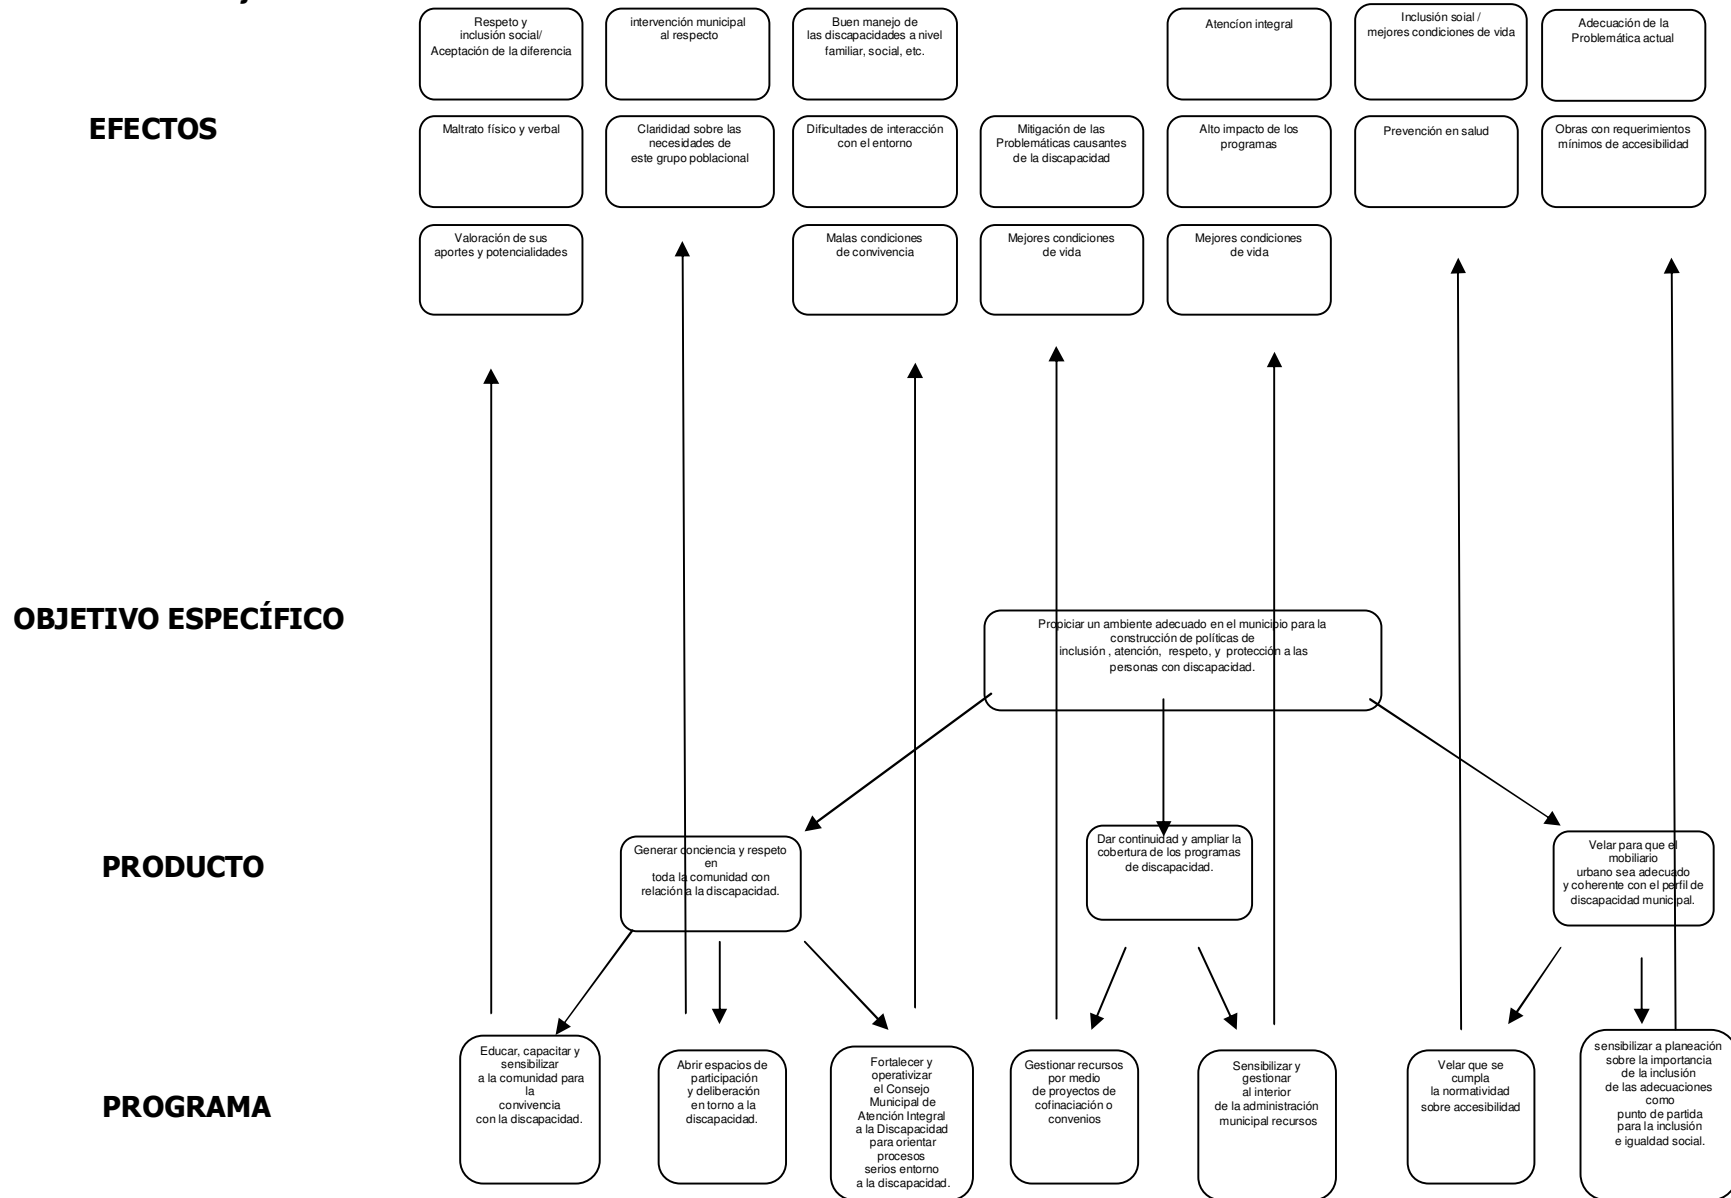 Respeto y
inclusión social/
Aceptación de la diferencia
intervención municipal
al respecto
Buen manejo de
las discapacidades a nivel
familiar, social, etc.
Atencíon integral
Inclusión soial /
mejores condiciones de vida
Adecuación de la
Problemática actual
EFECTOS
Maltrato físico y verbal
Clarididad sobre las
necesidades de
este grupo poblacional
Dificultades de interacción
con el entorno
Mitigación de las
Problemáticas causantes
de la discapacidad
Alto impacto de los
programas
Prevención en salud
Obras con requerimientos
mínimos de accesibilidad
Valoración de sus
aportes y potencialidades
Malas condiciones
de convivencia
Mejores condiciones
de vida
Mejores condiciones
de vida
OBJETIVO ESPECÍFICO
Propiciar un ambiente adecuado en el municipio para la
construcción de políticas de
inclusión , atención, respeto, y protección a las
personas con discapacidad.
PRODUCTO
Generar conciencia y respeto
en
toda la comunidad con
relación a la discapacidad.
Dar continuidad y ampliar la
cobertura de los programas
de discapacidad.
Velar para que el
mobiliario
urbano sea adecuado
y coherente con el perfil de
discapacidad municipal.
PROGRAMA
Educar, capacitar y
sensibilizar
a la comunidad para
la
convivencia
con la discapacidad.
Abrir espacios de
participación
y deliberación
en torno a la
discapacidad.
Fortalecer y
operativizar
el Consejo
Municipal de
Atención Integral
a la Discapacidad
para orientar
procesos
serios entorno
a la discapacidad.
Gestionar recursos
por medio
de proyectos de
cofinaciación o
convenios
Sensibilizar y
gestionar
al interior
de la administración
municipal recursos
Velar que se
cumpla
la normatividad
sobre accesibilidad
sensibilizar a planeación
sobre la importancia
de la inclusión
de las adecuaciones
como
punto de partida
para la inclusión
e igualdad social.